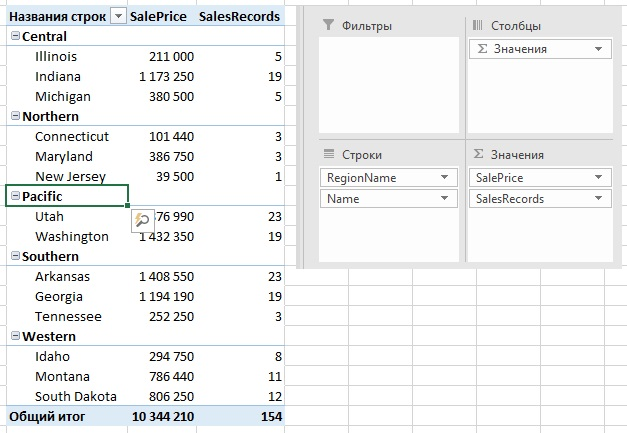 Названия строк SalePrice SalesRecords
Central
Illinois 211 000 5
Indiana 1 173 250 19
Michigan 380 500 5
Northern
Connecticut 101 440 3
Maryland 386 750 3
New Jersey 39 500 1
Pacific
Utah 76 990 23
Washington 1 432 350 19
Southern
Arkansas 1 408 550 23
Georgia 1 194 190 19
Tennessee 252 250 3
Western
Idaho 294 750 8
Montana 786 440 11
South Dakota 806 250 12
Общий итог 10 344 210 154
Фильтры
Столбцы
Σ Значения
Строки
RegionName
Name
Σ Значения
SalePrice
SalesRecords